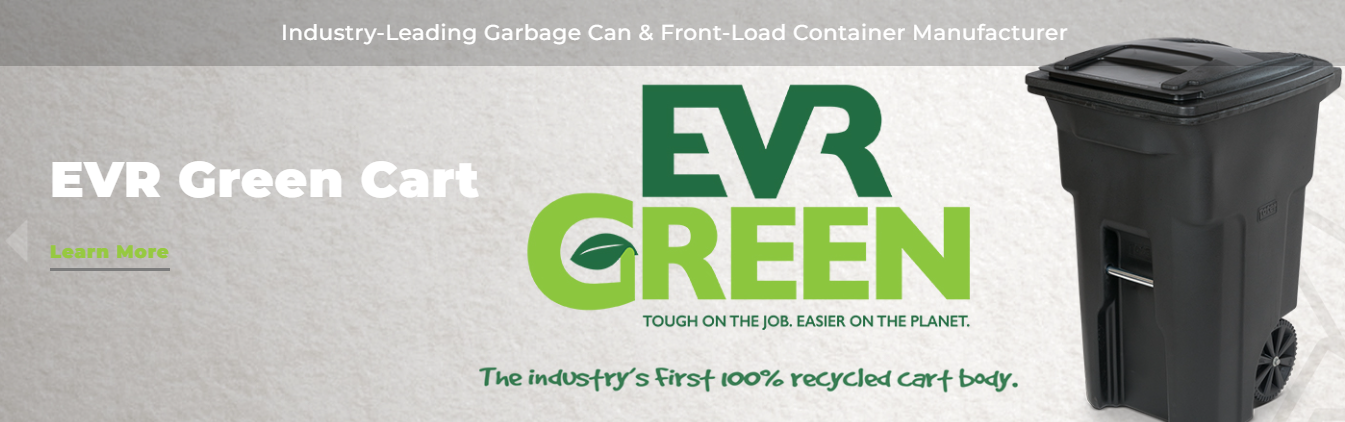 Industry-Leading Garbage Can & Front-Load Container Manufacturer
EVR Green Cart
Learn More
EVR
GREEN
TOUGH ON THE JOB. EASIER ON THE PLANET.
The industry's first 100% recycled cart body.